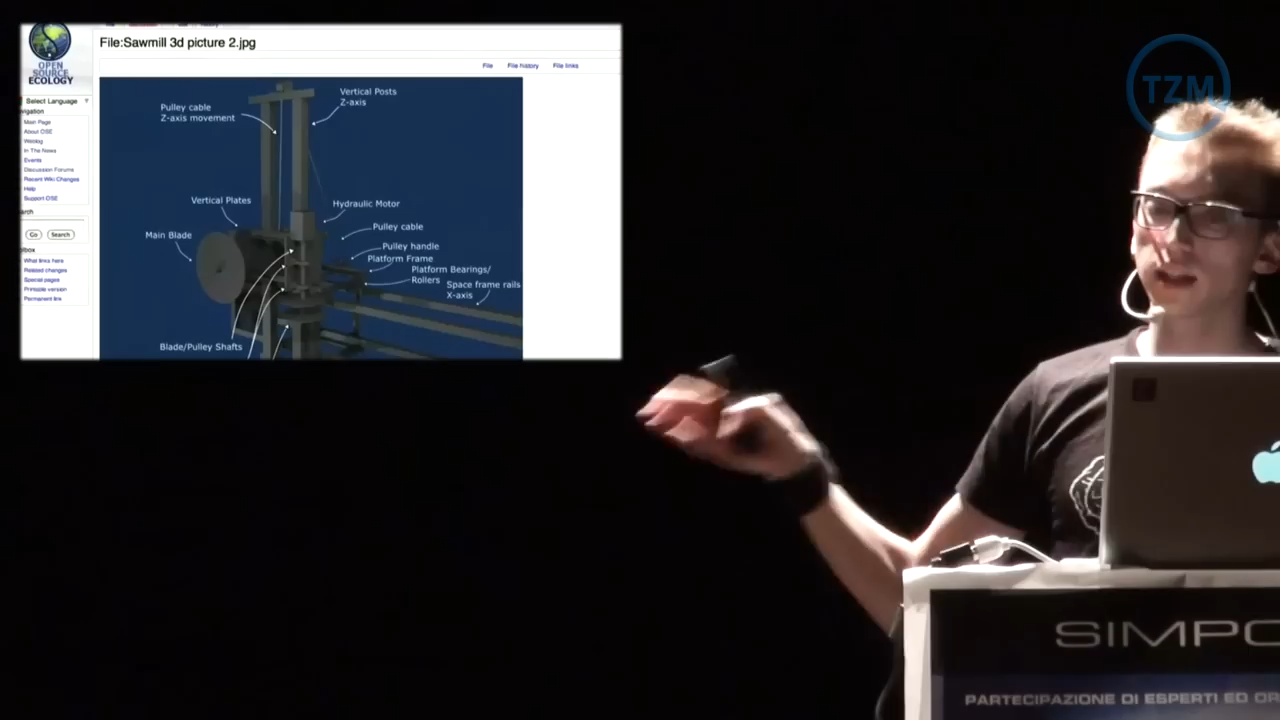 File:Sawmill 3d picture 2.jpg
OPEN
SOURCE
ECOLOGY
File
File history
File links
Select Language
vigation
Main Page
About OSE
Weblog
In The News
Events
Discussion Forums
Recent Wiki Changes
Help
Support OSE
arch
Go
Search
lbox
What links here
Related changes
Special pages
Printable version
Permanent link
Pulley cable
Z-axis movement
Vertical Posts
Z-axis
Vertical Plates
Hydraulic Motor
Main Blade
Pulley cable
Pulley handle
Platform Frame
Platform Bearings/
Rollers
Space frame rails
X-axis
Blade/Pulley Shafts
TZM
SIMPO
PARTECIPAZIONE DI ESPERTI ED OR